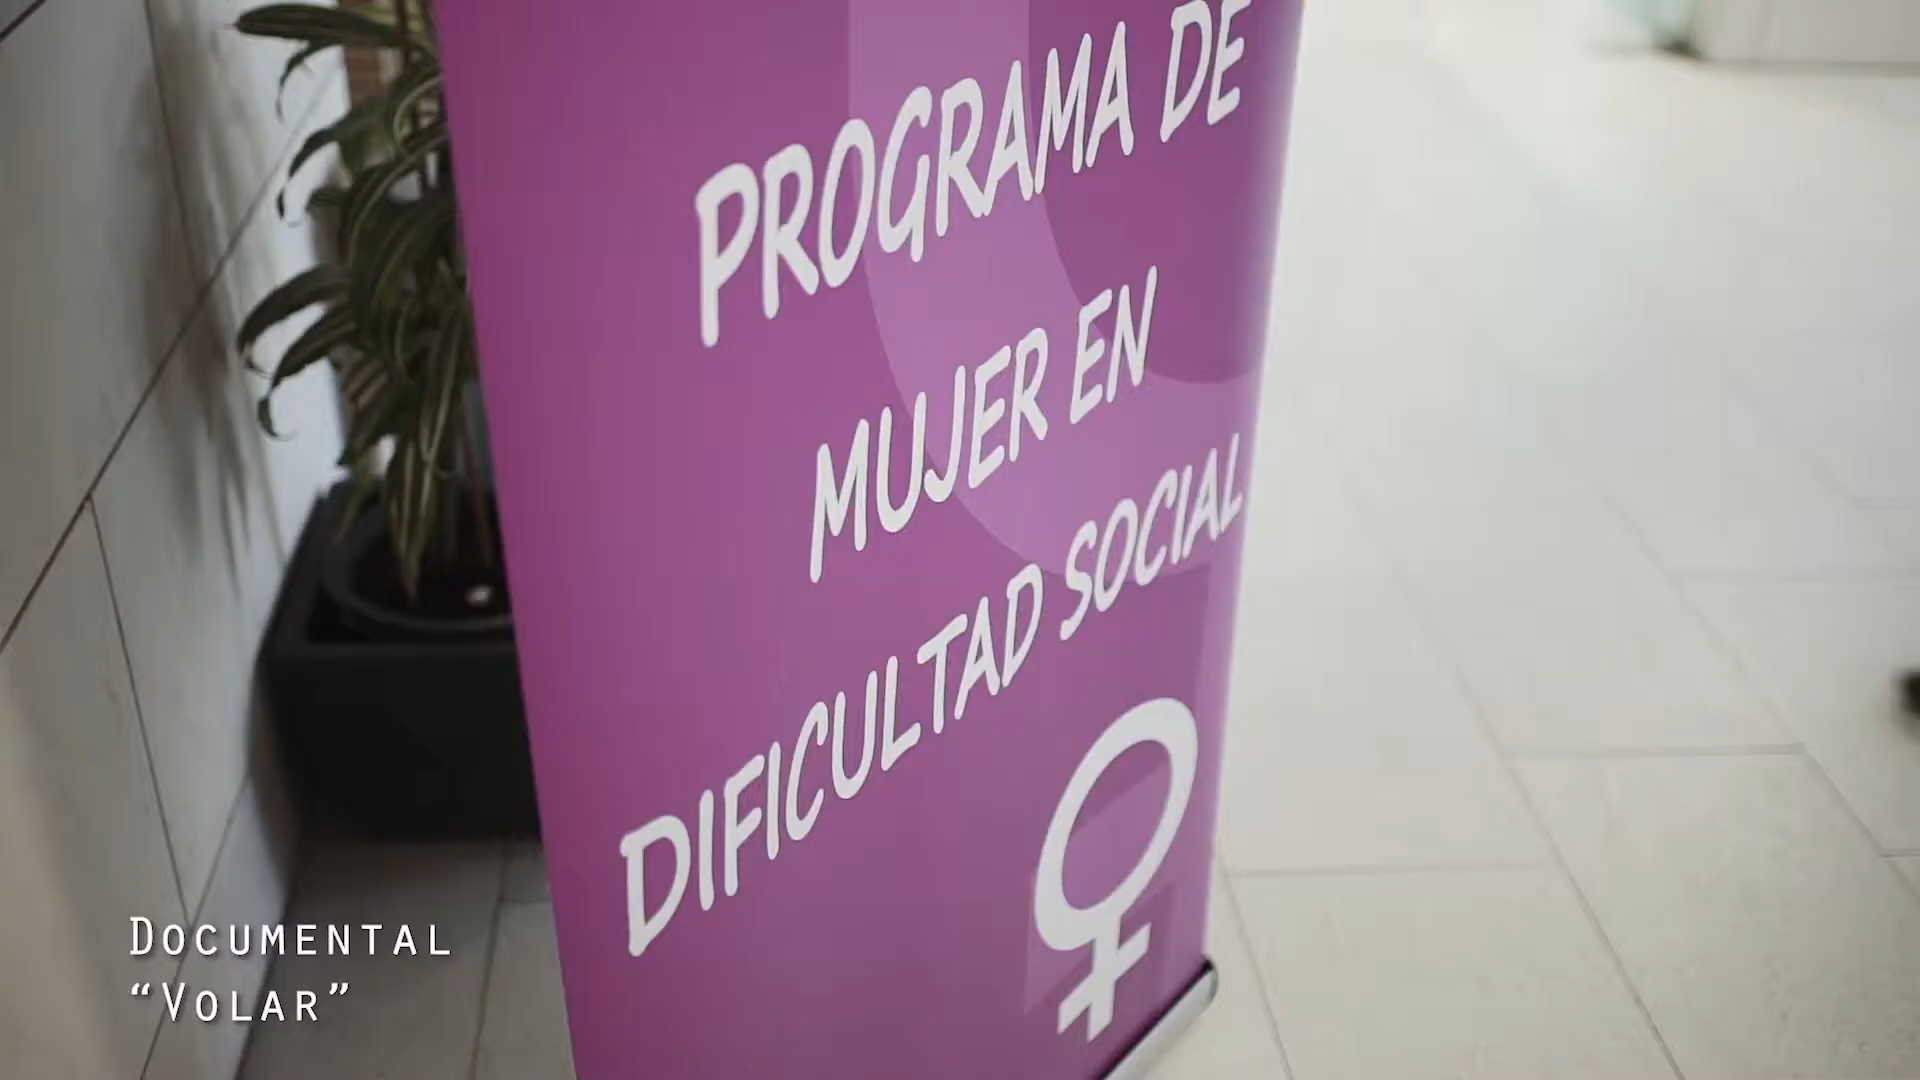 PROGRAMA DE
MUJER EN
DIFICULTAD SOCIAL
DOCUMENTAL
“VOLAR”